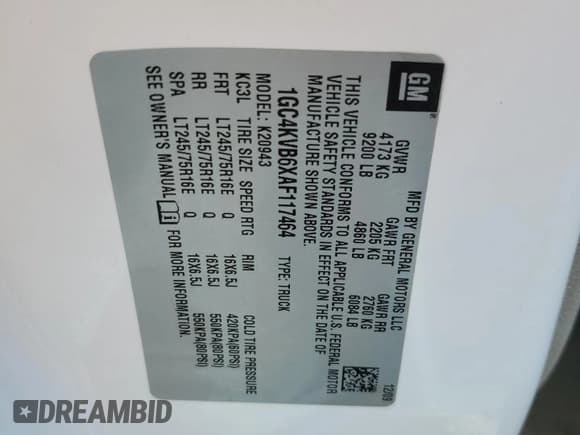 GM
MFD BY GENERAL MOTORS LLC 12/09
GVWR GAWR FRT GAWR RR
4173 KG 2205 KG 2760 KG
9200 LB 4860 LB 6084 LB
THIS VEHICLE CONFORMS TO ALL APPLICABLE U.S. FEDERAL MOTOR
VEHICLE SAFETY STANDARDS IN EFFECT ON THE DATE OF
MANUFACTURE SHOWN ABOVE.
1GC4KVB6XAF117464 TYPE: TRUCK
MODEL: K20943
KC3L TIRE SIZE SPEED RTG RIM COLD TIRE PRESSURE
FRT LT245/75R16E Q 16X6.5J 420KPA(60PSI)
RR LT245/75R16E Q 16X6.5J 550KPA(80PSI)
SPA LT245/75R16E Q 16X6.5J 550KPA(80PSI)
SEE OWNER'S MANUAL FOR MORE INFORMATION.
DREAMBID